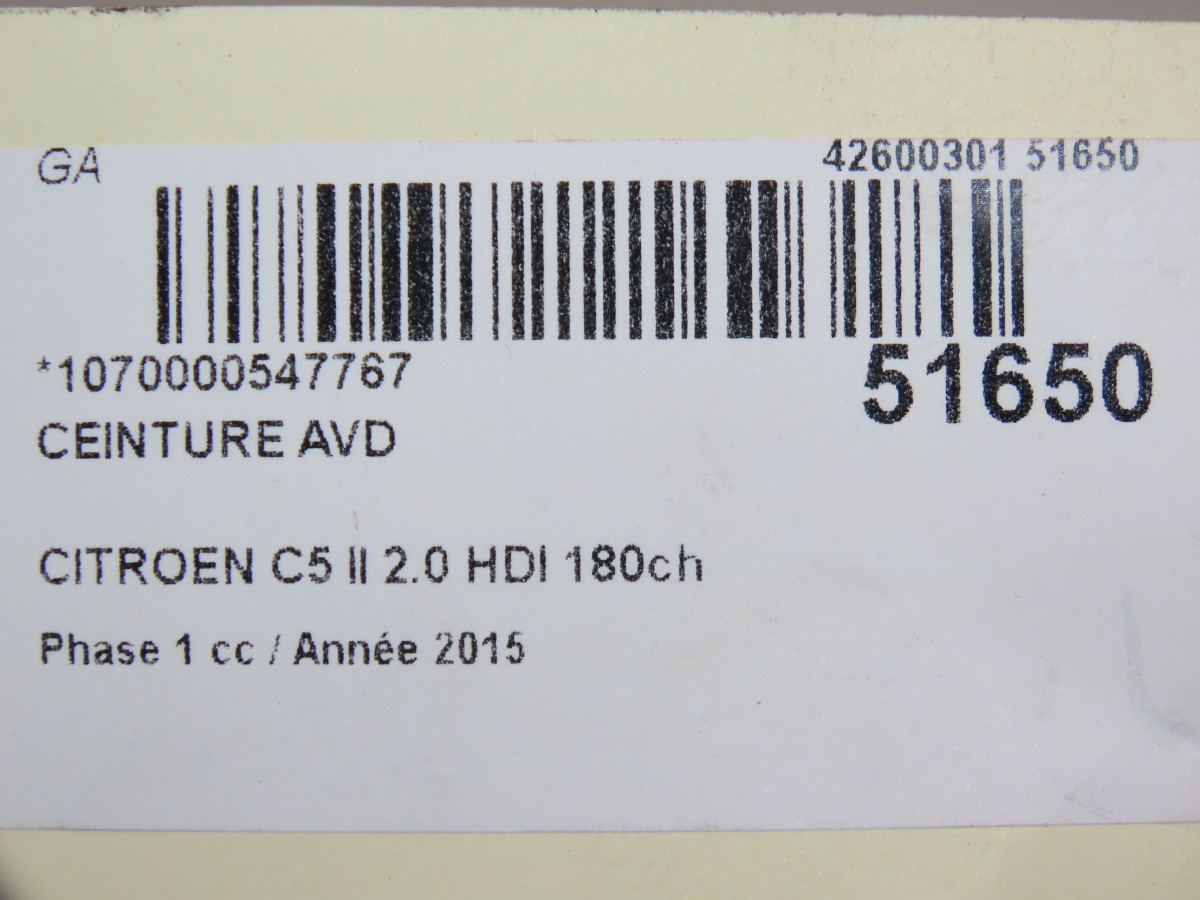 GA
42600301 51650
*1070000547767
51650
CEINTURE AVD
CITROEN C5 II 2.0 HDI 180ch
Phase 1 cc / Année 2015